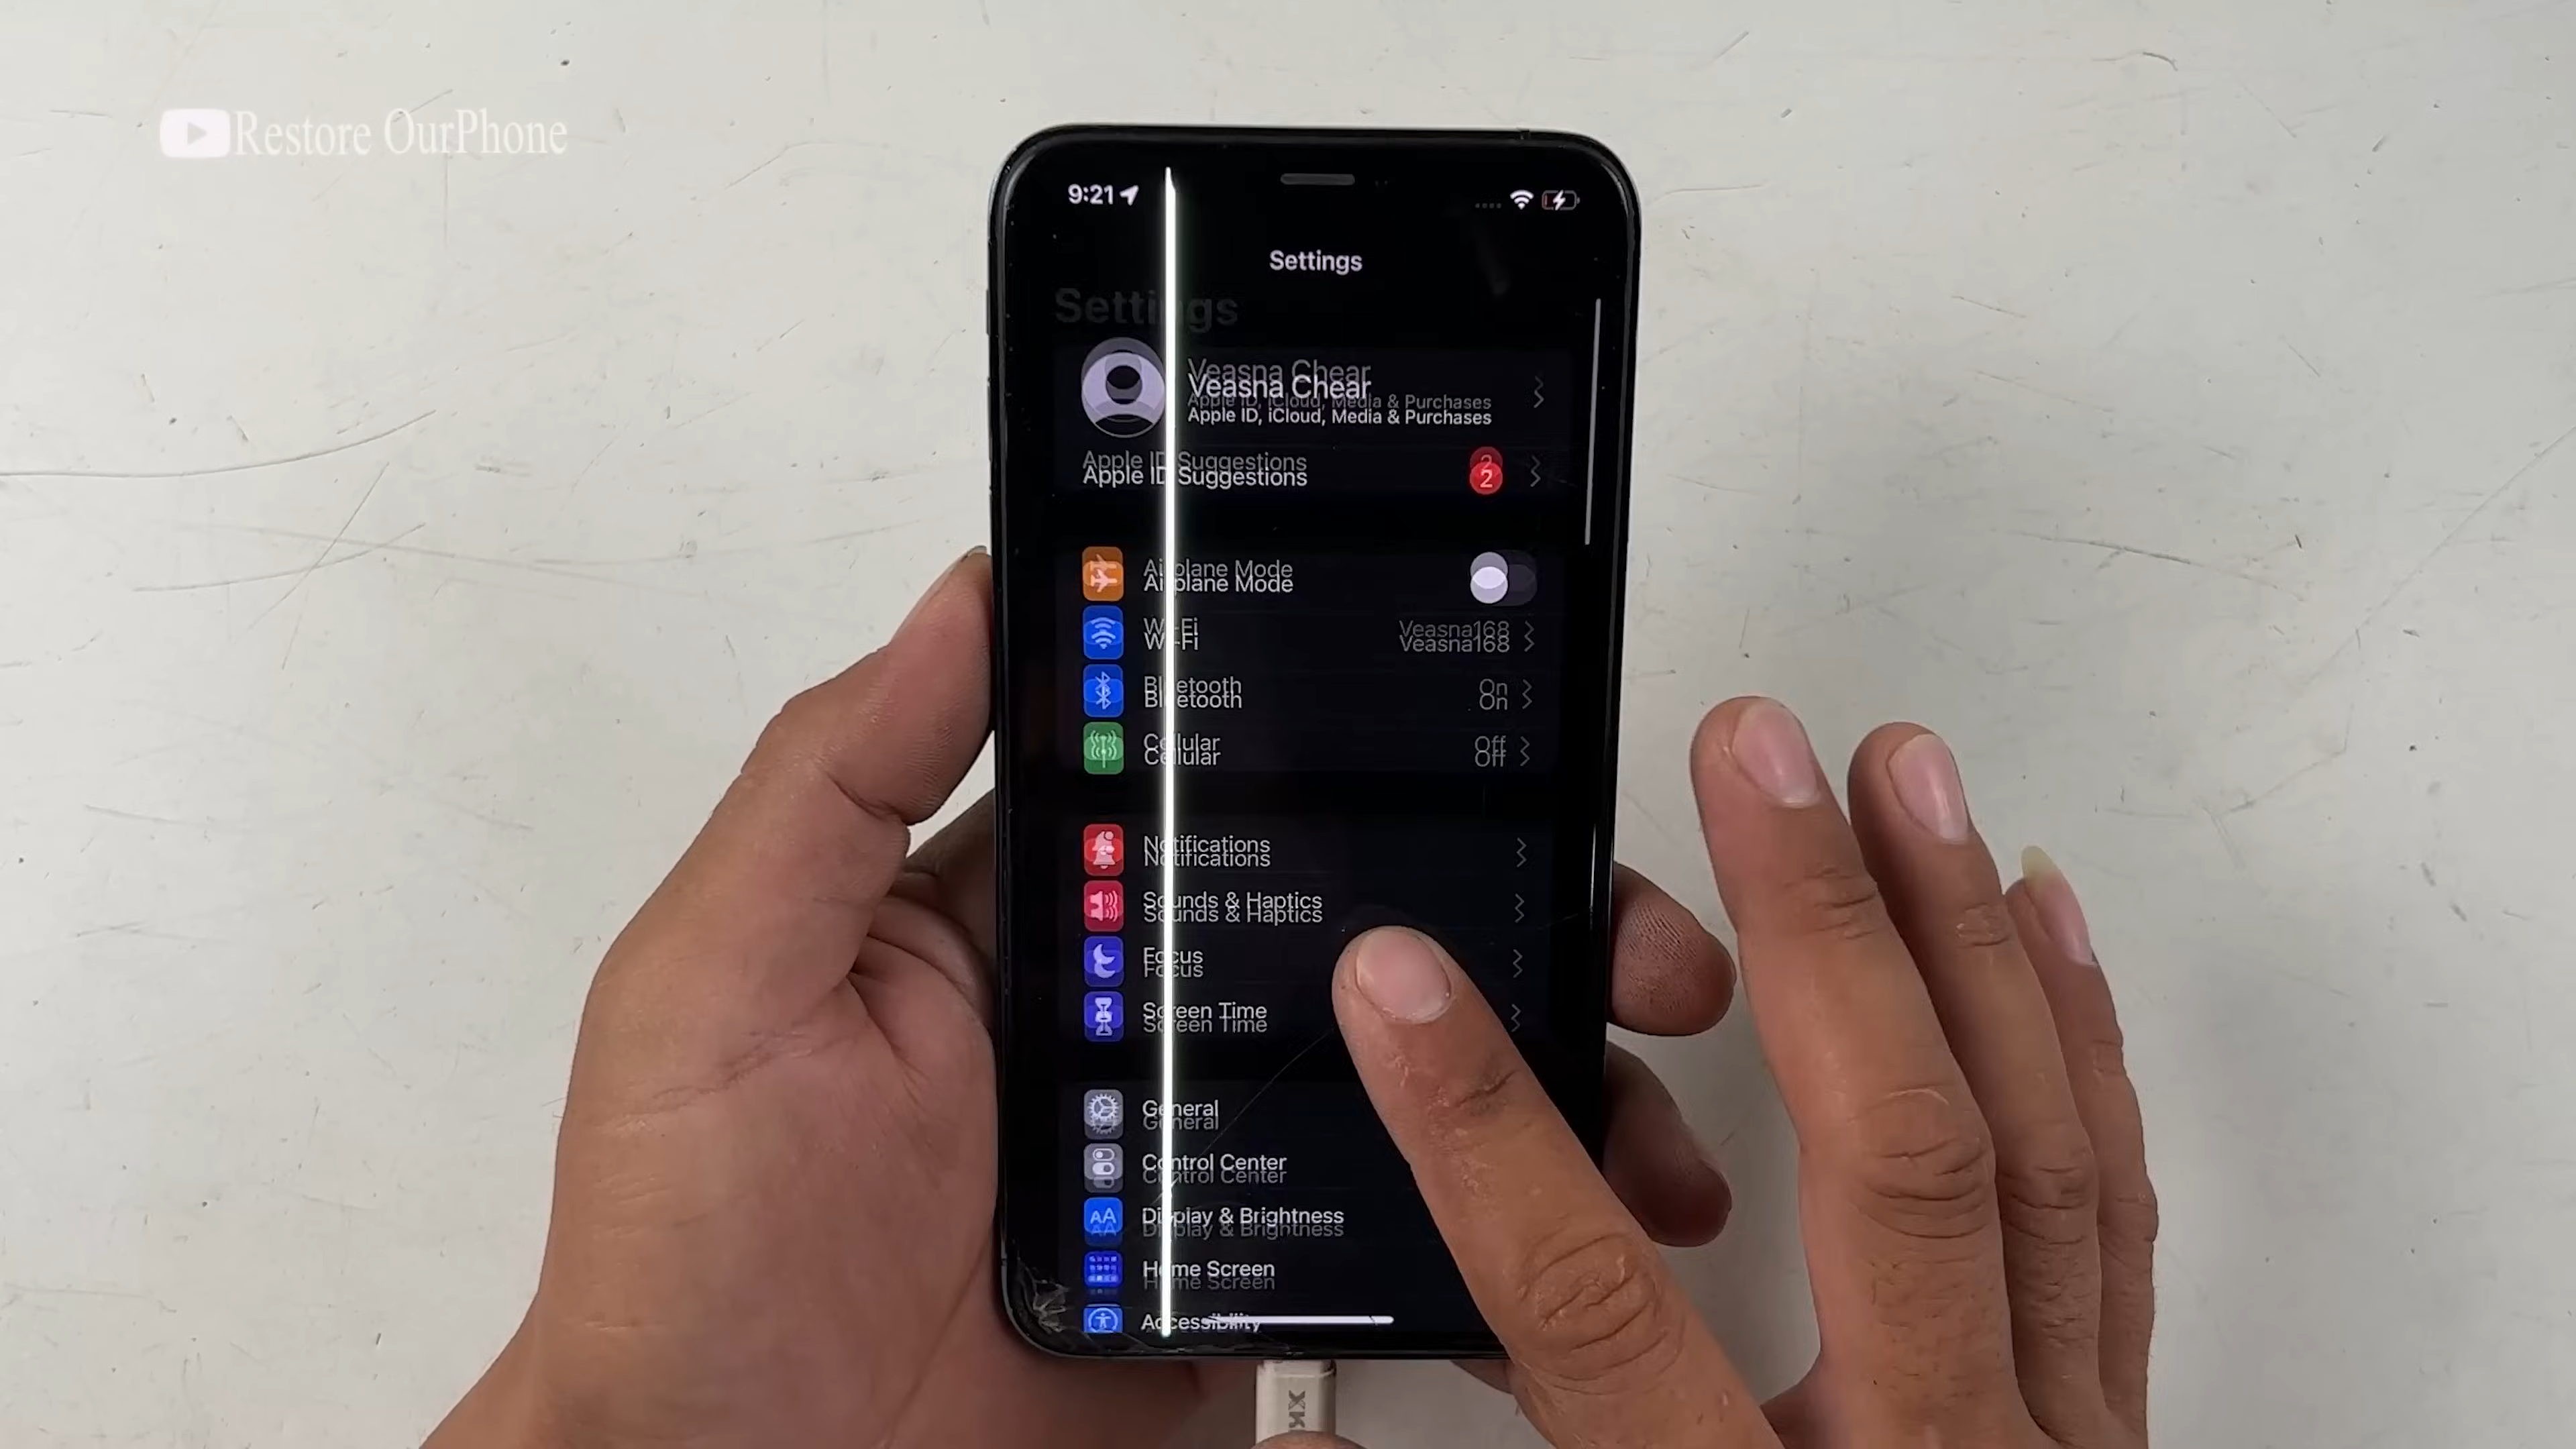 Restore OurPhone
9:21
Settings
Settings
Veasna Chear
Apple ID, iCloud, Media & Purchases
Apple ID Suggestions 2
Airplane Mode
Wi-Fi Veasna168
Bluetooth On
Cellular Off
Notifications
Sounds & Haptics
Focus
Screen Time
General
Control Center
AA Display & Brightness
Home Screen
Accessibility